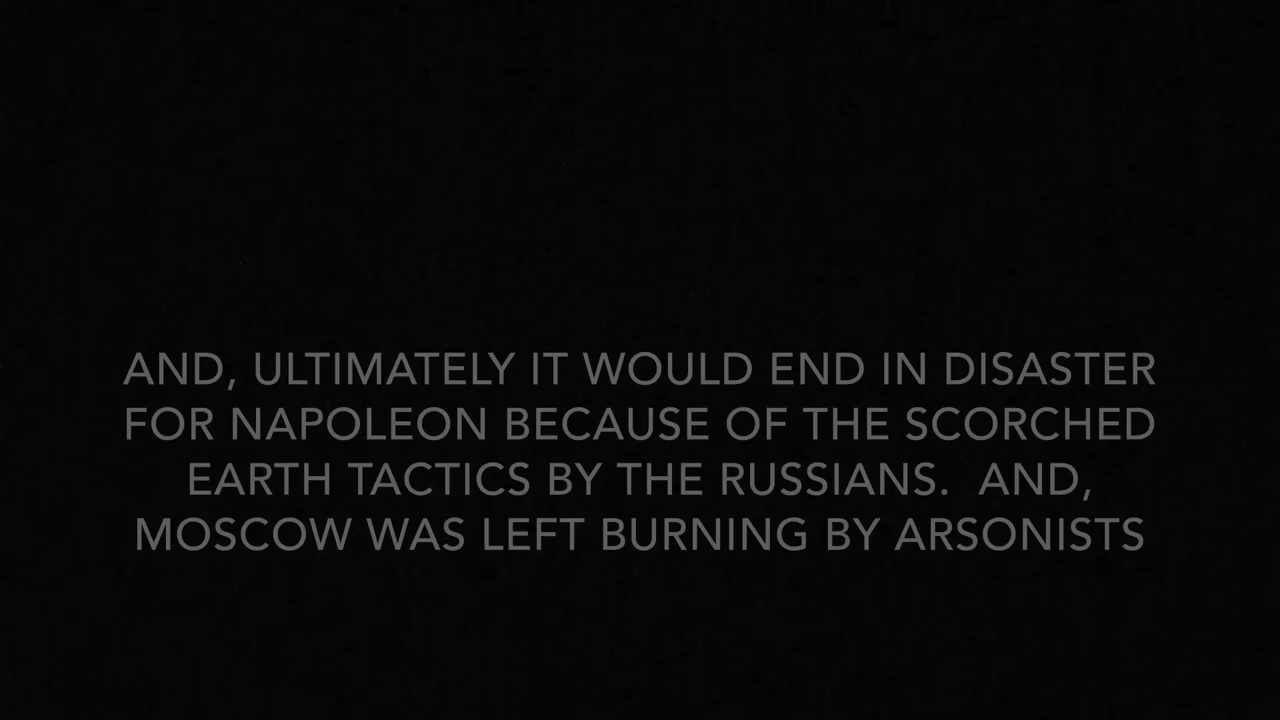 AND, ULTIMATELY IT WOULD END IN DISASTER
FOR NAPOLEON BECAUSE OF THE SCORCHED
EARTH TACTICS BY THE RUSSIANS.  AND,
MOSCOW WAS LEFT BURNING BY ARSONISTS